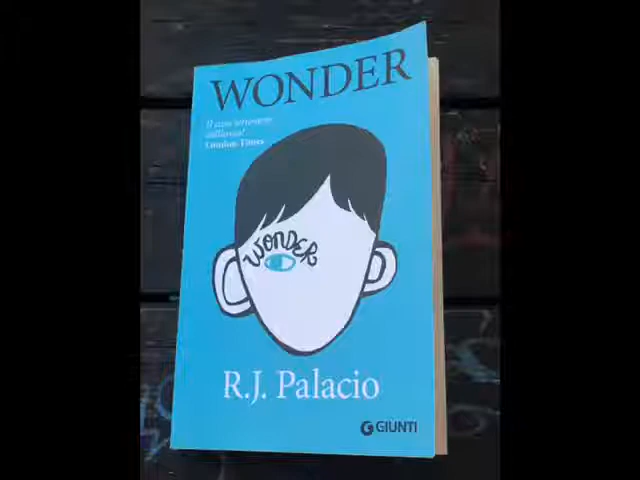 WONDER
Il caso letterario
dell'anno!
London Times
WONDER
R.J. Palacio
GIUNTI